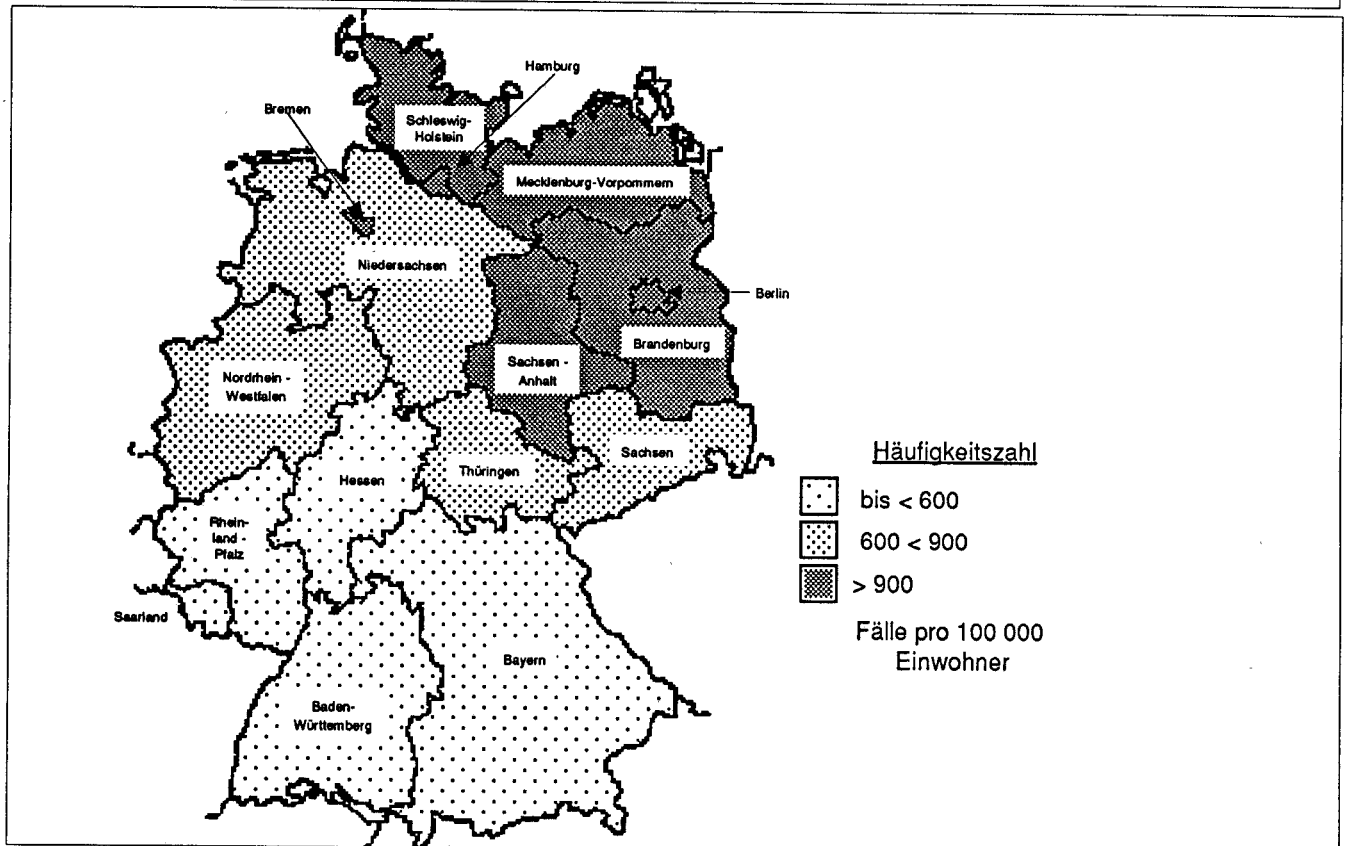 Hamburg
Bremen
Schleswig-
Holstein
Mecklenburg-Vorpommern
Niedersachsen
Berlin
Brandenburg
Sachsen -
Anhalt
Nordrhein -
Westfalen
Sachsen
Thüringen
Hessen
Rhein-
land -
Pfalz
Saarland
Bayern
Baden-
Württemberg
Häufigkeitszahl
bis < 600
600 < 900
> 900
Fälle pro 100 000
Einwohner